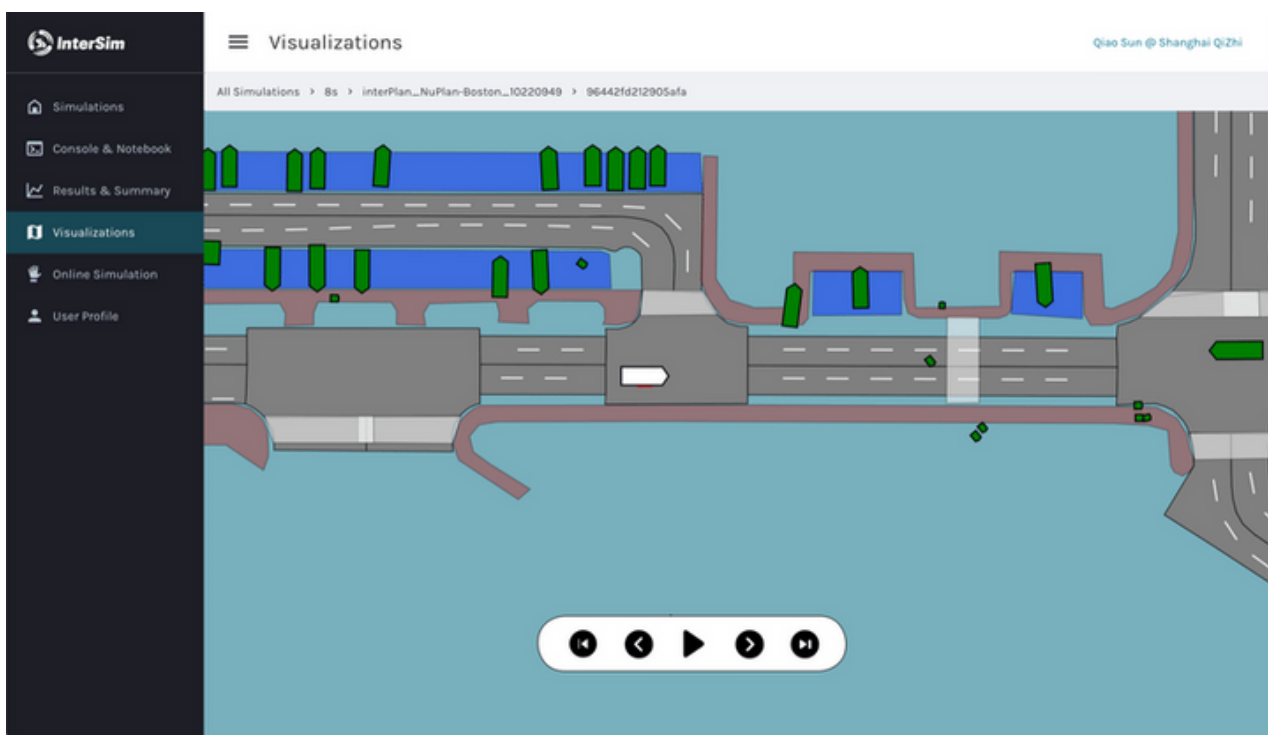 InterSim
Visualizations
Qiao Sun @ Shanghai QiZhi
All Simulations > 8s > interPlan_NuPlan-Boston_10220949 > 96442fd212905afa
Simulations
Console & Notebook
Results & Summary
Visualizations
Online Simulation
User Profile